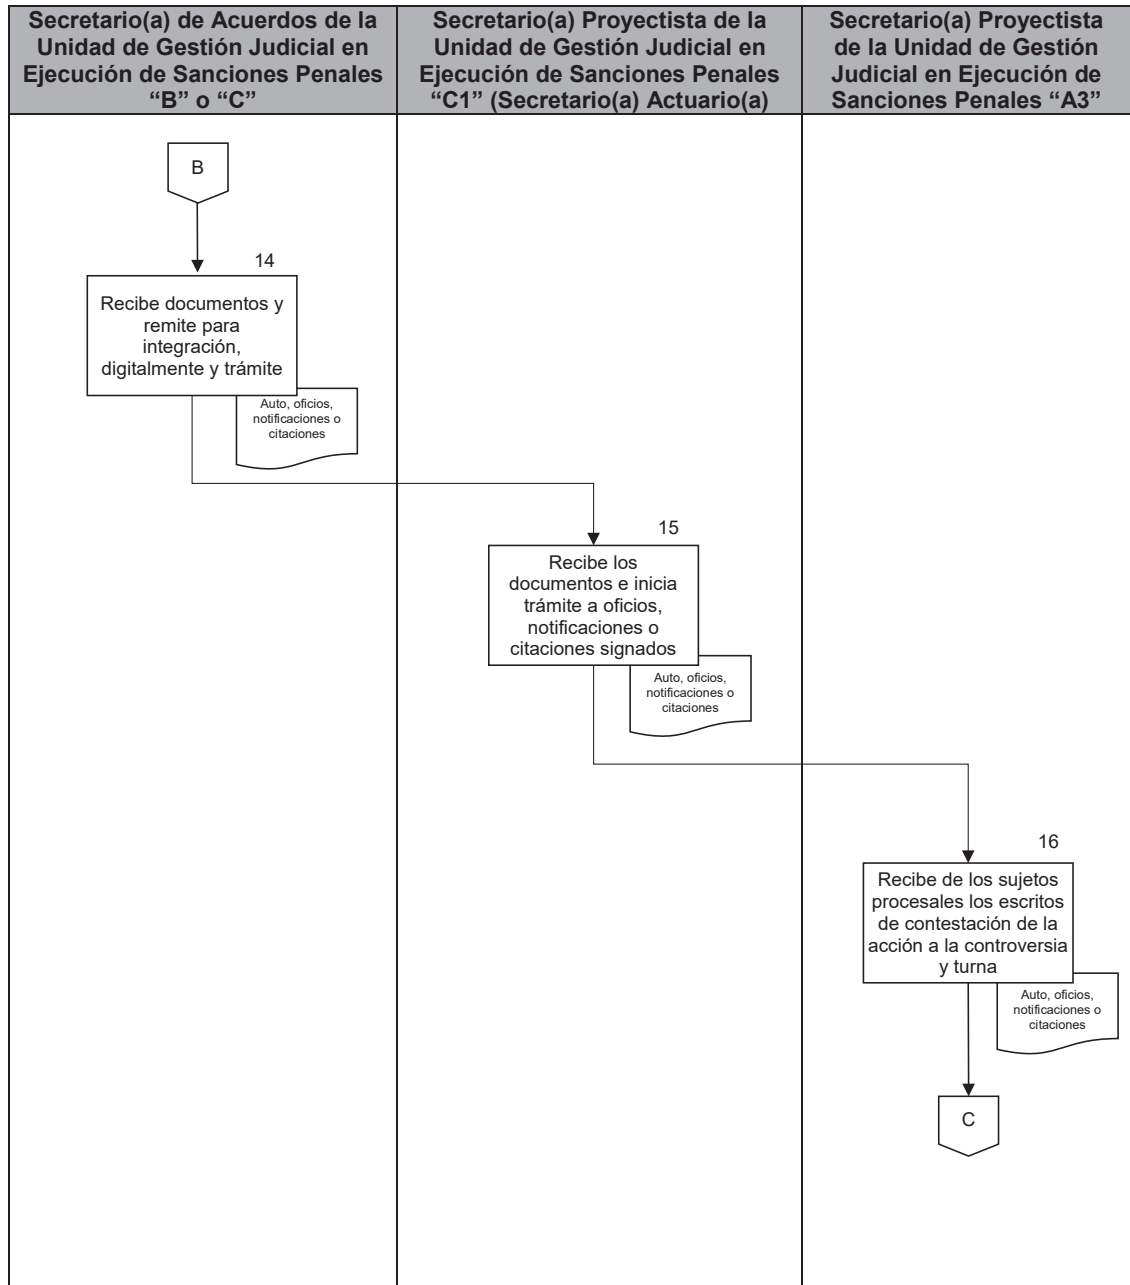 Secretario(a) de Acuerdos de la
Unidad de Gestión Judicial en
Ejecución de Sanciones Penales
“B” o “C”
Secretario(a) Proyectista de la
Unidad de Gestión Judicial en
Ejecución de Sanciones Penales
“C1” (Secretario(a) Actuario(a)
Secretario(a) Proyectista
de la Unidad de Gestión
Judicial en Ejecución de
Sanciones Penales “A3”
B
14
Recibe documentos y
remite para
integración,
digitalmente y trámite
Auto, oficios,
notificaciones o
citaciones
15
Recibe los
documentos e inicia
trámite a oficios,
notificaciones o
citaciones signados
Auto, oficios,
notificaciones o
citaciones
16
Recibe de los sujetos
procesales los escritos
de contestación de la
acción a la controversia
y turna
Auto, oficios,
notificaciones o
citaciones
C